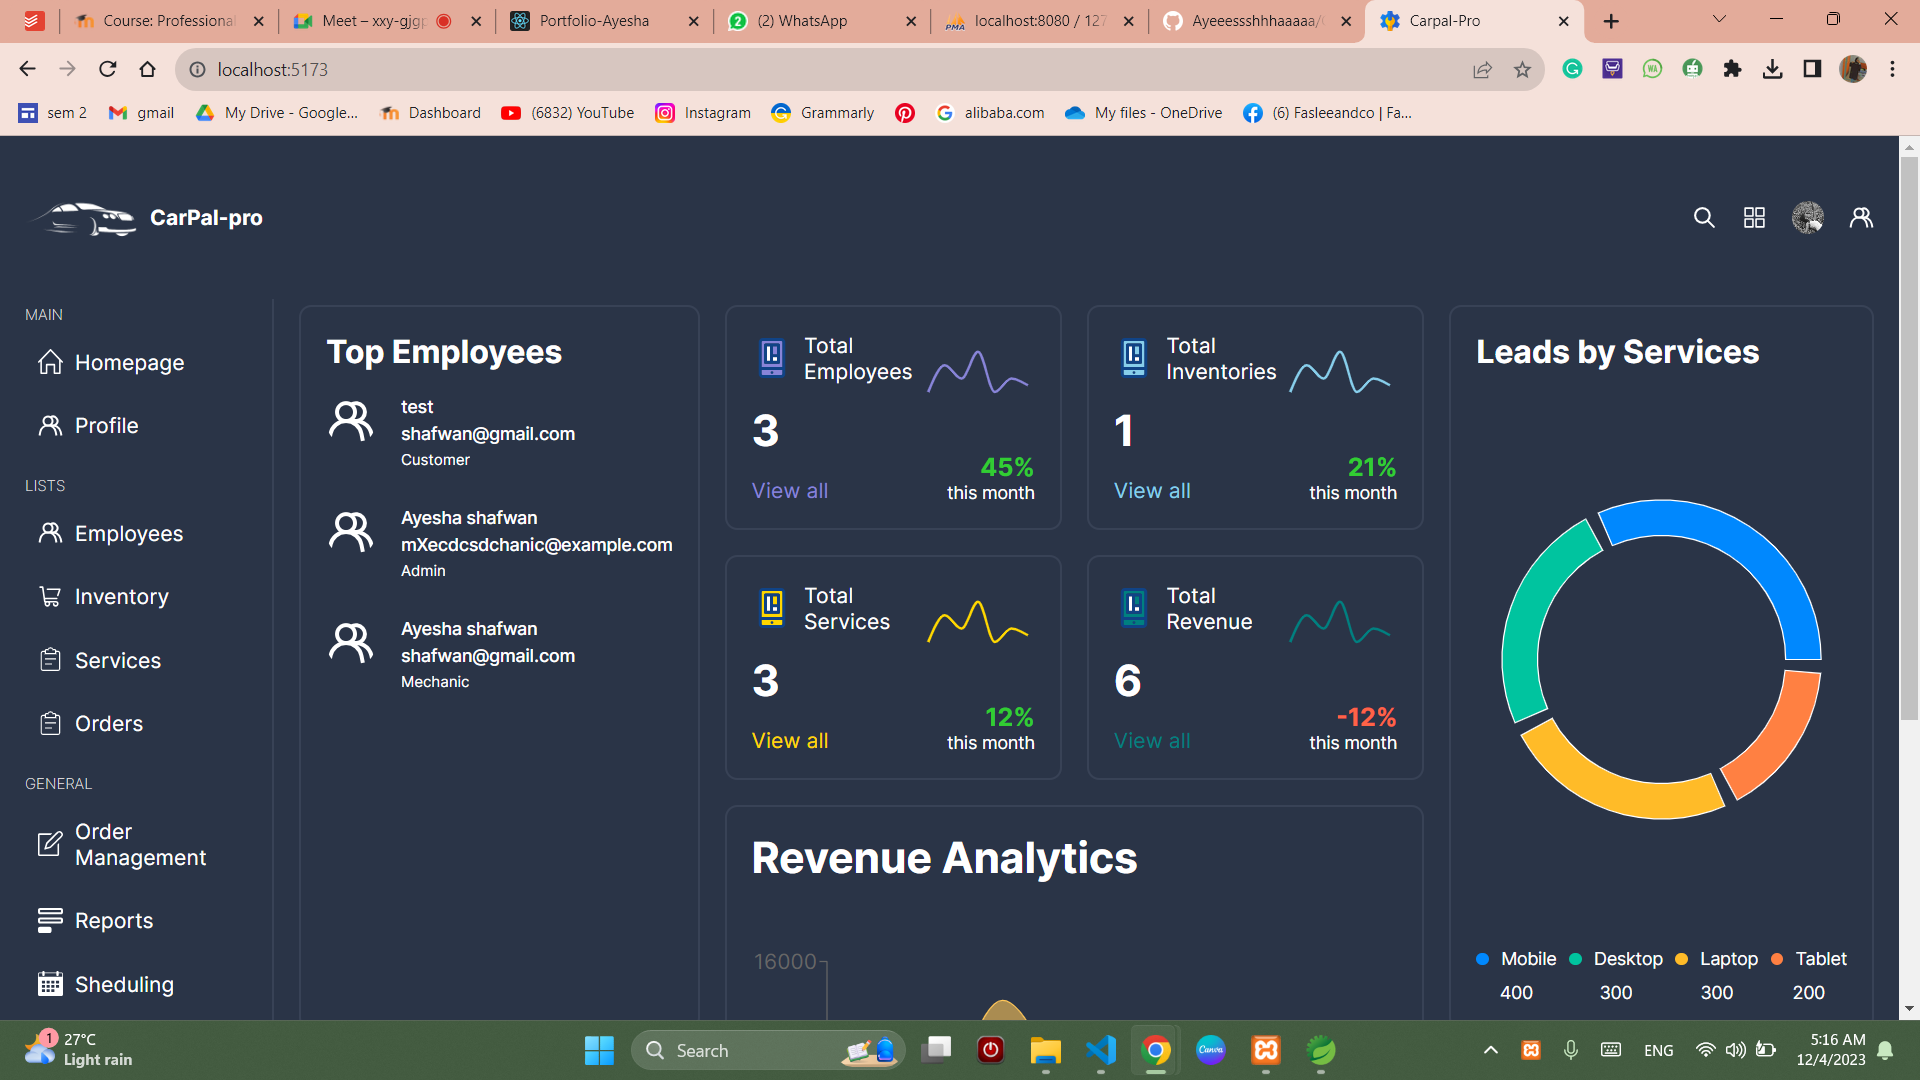 Course: Professional
Meet – xxy-gjgp
Portfolio-Ayesha
(2) WhatsApp
localhost:8080 / 127
Ayeeessshhhaaaaa/
Carpal-Pro
localhost:5173
sem 2
gmail
My Drive - Google...
Dashboard
(6832) YouTube
Instagram
Grammarly
alibaba.com
My files - OneDrive
(6) Fasleeandco | Fa...
CarPal-pro
MAIN
Homepage
Profile
LISTS
Employees
Inventory
Services
Orders
GENERAL
Order
Management
Reports
Sheduling
Top Employees
test
shafwan@gmail.com
Customer
Ayesha shafwan
mXecdcsdchanic@example.com
Admin
Ayesha shafwan
shafwan@gmail.com
Mechanic
Total
Employees
3
View all
45%
this month
Total
Inventories
1
View all
21%
this month
Total
Services
3
View all
12%
this month
Total
Revenue
6
View all
-12%
this month
Revenue Analytics
16000
Leads by Services
Mobile Desktop Laptop Tablet
400 300 300 200
1
27°C
Light rain
Search
Canva
ENG
5:16 AM
12/4/2023